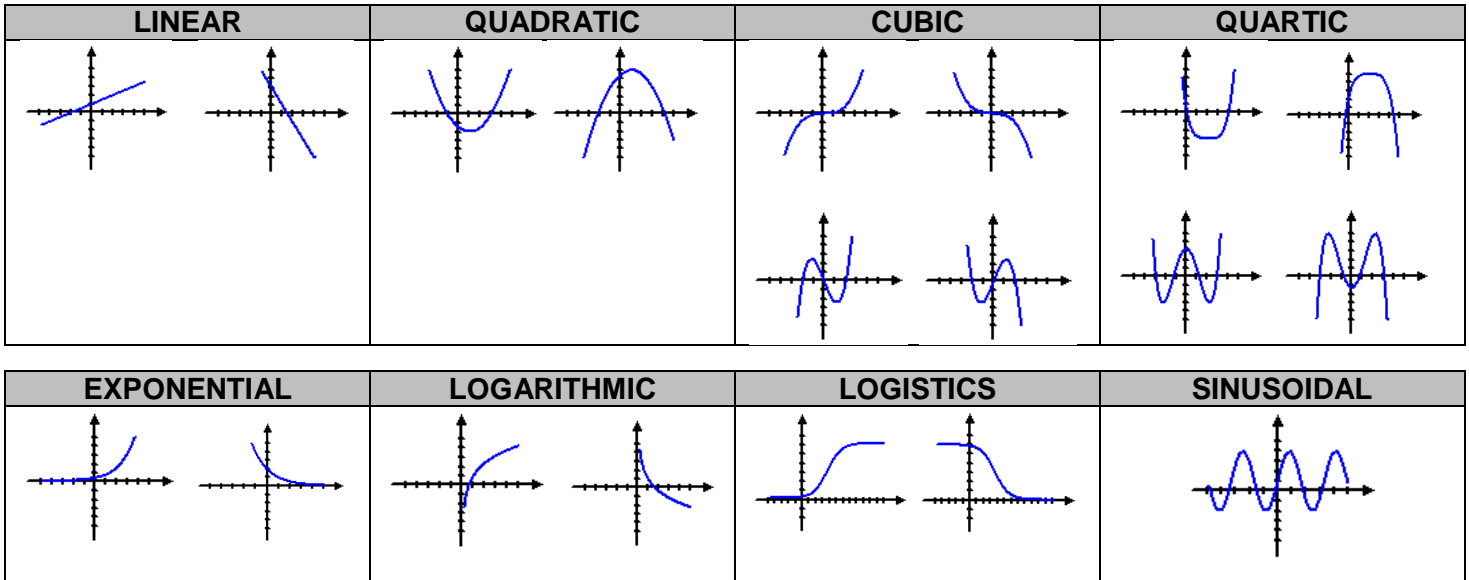 LINEAR QUADRATIC CUBIC QUARTIC
EXPONENTIAL LOGARITHMIC LOGISTICS SINUSOIDAL